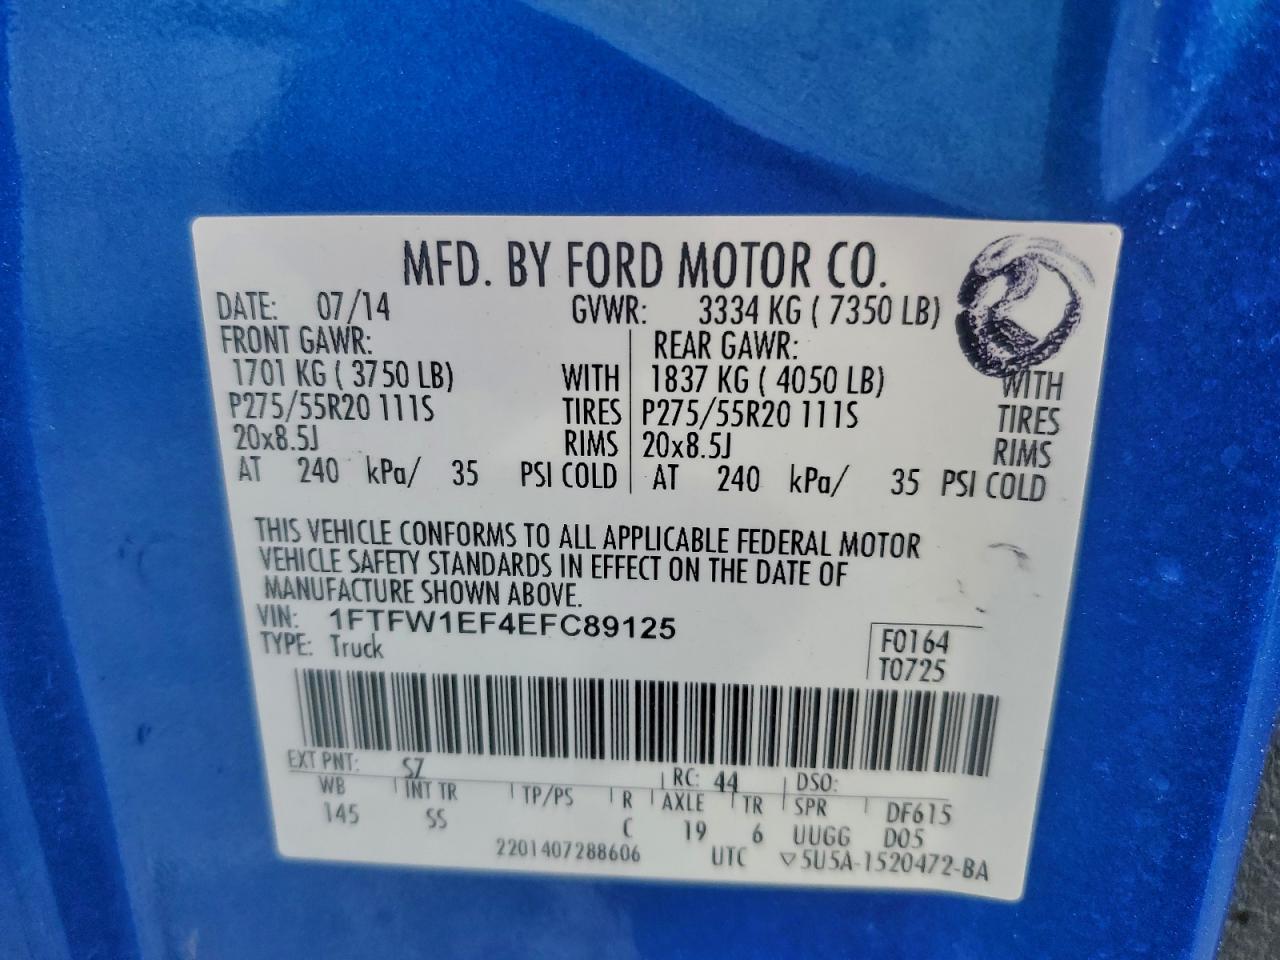 MFD. BY FORD MOTOR CO.
DATE: 07/14 GVWR: 3334 KG ( 7350 LB)
FRONT GAWR: REAR GAWR:
1701 KG ( 3750 LB) WITH 1837 KG ( 4050 LB) WITH
P275/55R20 111S TIRES P275/55R20 111S TIRES
20x8.5J RIMS 20x8.5J RIMS
AT 240 kPa/ 35 PSI COLD AT 240 kPa/ 35 PSI COLD
THIS VEHICLE CONFORMS TO ALL APPLICABLE FEDERAL MOTOR
VEHICLE SAFETY STANDARDS IN EFFECT ON THE DATE OF
MANUFACTURE SHOWN ABOVE.
VIN: 1FTFW1EF4EFC89125 F0164
TYPE: Truck T0725
EXT PNT: SZ RC: 44 DSO:
WB INT TR TP/PS R AXLE TR SPR DF615
145 SS C 19 6 UUGG D05
2201407288606 UTC ▽5U5A-1520472-BA